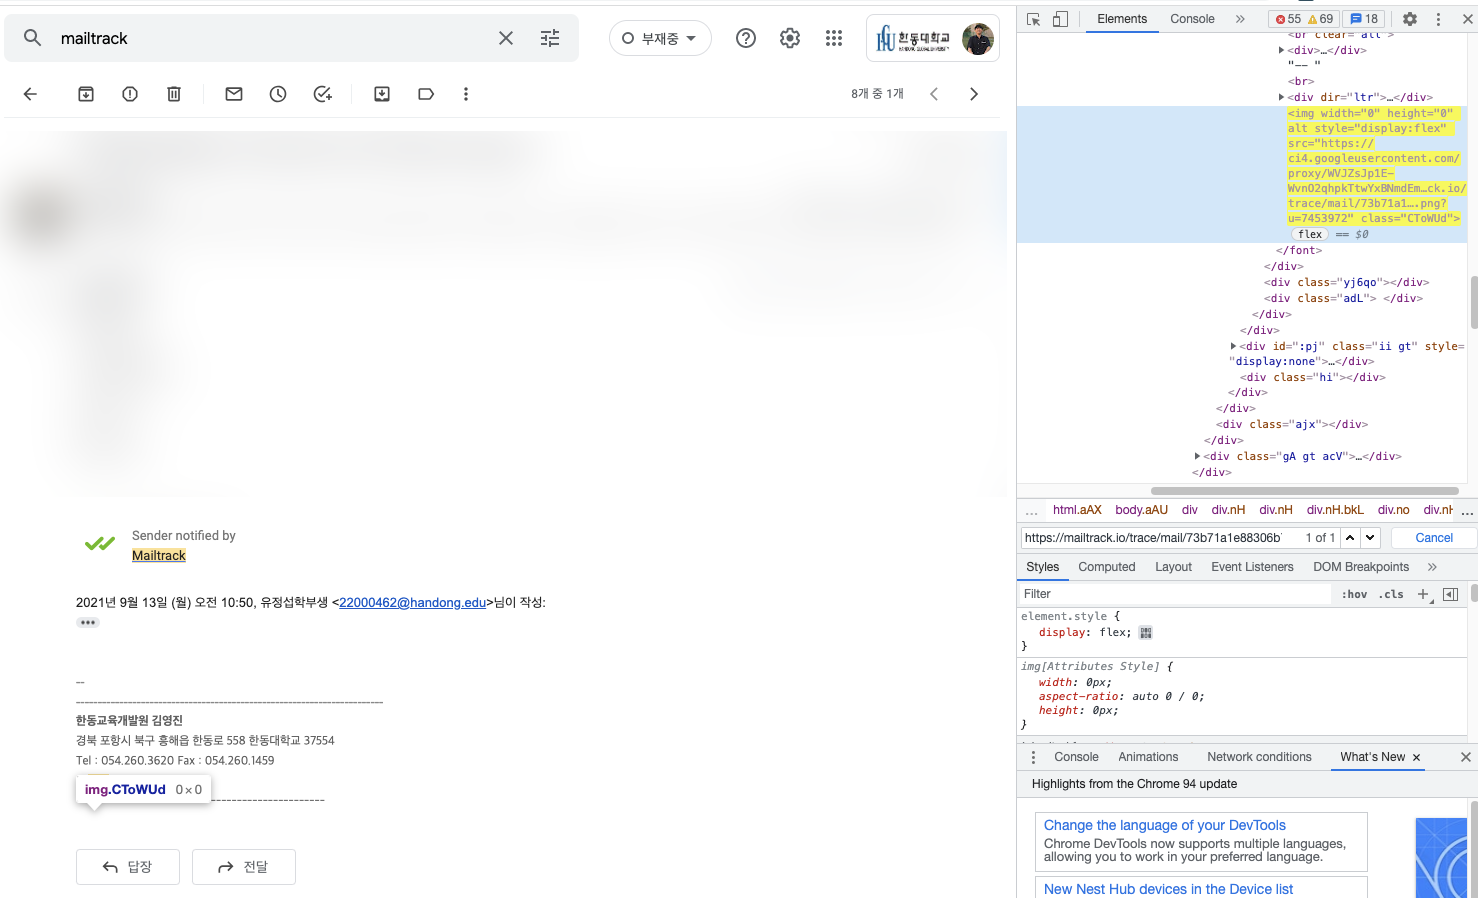 mailtrack
부재중
한동대학교
HANDONG GLOBAL UNIVERSITY
8개 중 1개
Sender notified by
Mailtrack
2021년 9월 13일 (월) 오전 10:50, 유정섭학부생 <22000462@handong.edu>님이 작성:
--
------------------------------------------------------------------------
한동교육개발원 김영진
경북 포항시 북구 흥해읍 한동로 558 한동대학교 37554
Tel : 054.260.3620 Fax : 054.260.1459
img.CToWUd 0×0
-------------------------
답장
전달
Elements
Console
»
55
69
18
<br clear="all">
<div>…</div>
"-- "
<br>
<div dir="ltr">…</div>
<img width="0" height="0"
alt style="display:flex"
src="https://
ci4.googleusercontent.com/
proxy/WVJZsJp1E-
WvnO2qhpkTtwYxBNmdEm…ck.io/
trace/mail/73b71a1….png?
u=7453972" class="CToWUd">
flex == $0
</font>
</div>
<div class="yj6qo"></div>
<div class="adL"> </div>
</div>
</div>
<div id=":pj" class="ii gt" style=
"display:none">…</div>
<div class="hi"></div>
</div>
</div>
<div class="ajx"></div>
</div>
<div class="gA gt acV">…</div>
</div>
... html.aAX body.aAU div div.nH div.nH div.nH.bkL div.no div.nH ...
https://mailtrack.io/trace/mail/73b71a1e88306b
1 of 1
Cancel
Styles
Computed
Layout
Event Listeners
DOM Breakpoints
»
Filter
:hov .cls +
element.style {
display: flex;
}
img[Attributes Style] {
width: 0px;
aspect-ratio: auto 0 / 0;
height: 0px;
}
Console
Animations
Network conditions
What's New ×
Highlights from the Chrome 94 update
Change the language of your DevTools
Chrome DevTools now supports multiple languages,
allowing you to work in your preferred language.
New Nest Hub devices in the Device list